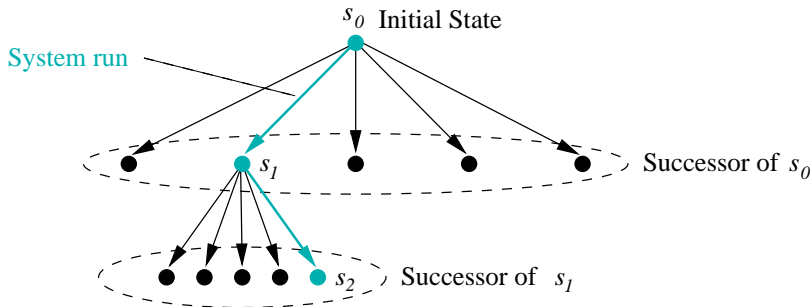 s0 Initial State
System run
s1
Successor of s0
s2
Successor of s1